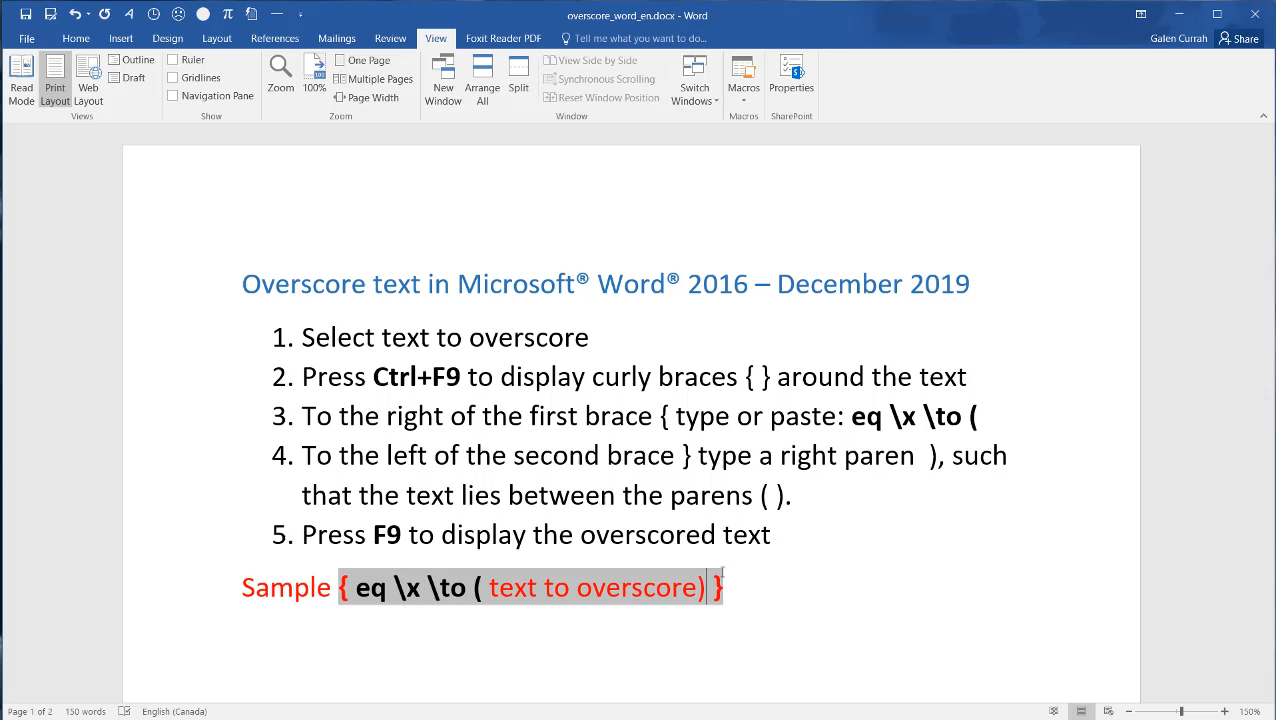 overscore_word_en.docx - Word
File Home Insert Design Layout References Mailings Review View Foxit Reader PDF Tell me what you want to do... Galen Currah Share
Read Mode
Print Layout
Web Layout
Outline
Draft
Views
Ruler
Gridlines
Navigation Pane
Show
Zoom
100
100%
One Page
Multiple Pages
Page Width
Zoom
New Window
Arrange All
Split
View Side by Side
Synchronous Scrolling
Reset Window Position
Window
Switch Windows
Macros
Macros
Properties
SharePoint
Overscore text in Microsoft® Word® 2016 – December 2019
1. Select text to overscore
2. Press Ctrl+F9 to display curly braces { } around the text
3. To the right of the first brace { type or paste: eq \x \to (
4. To the left of the second brace } type a right paren ), such
that the text lies between the parens ( ).
5. Press F9 to display the overscored text
Sample { eq \x \to ( text to overscore) }
Page 1 of 2 150 words English (Canada) 150%